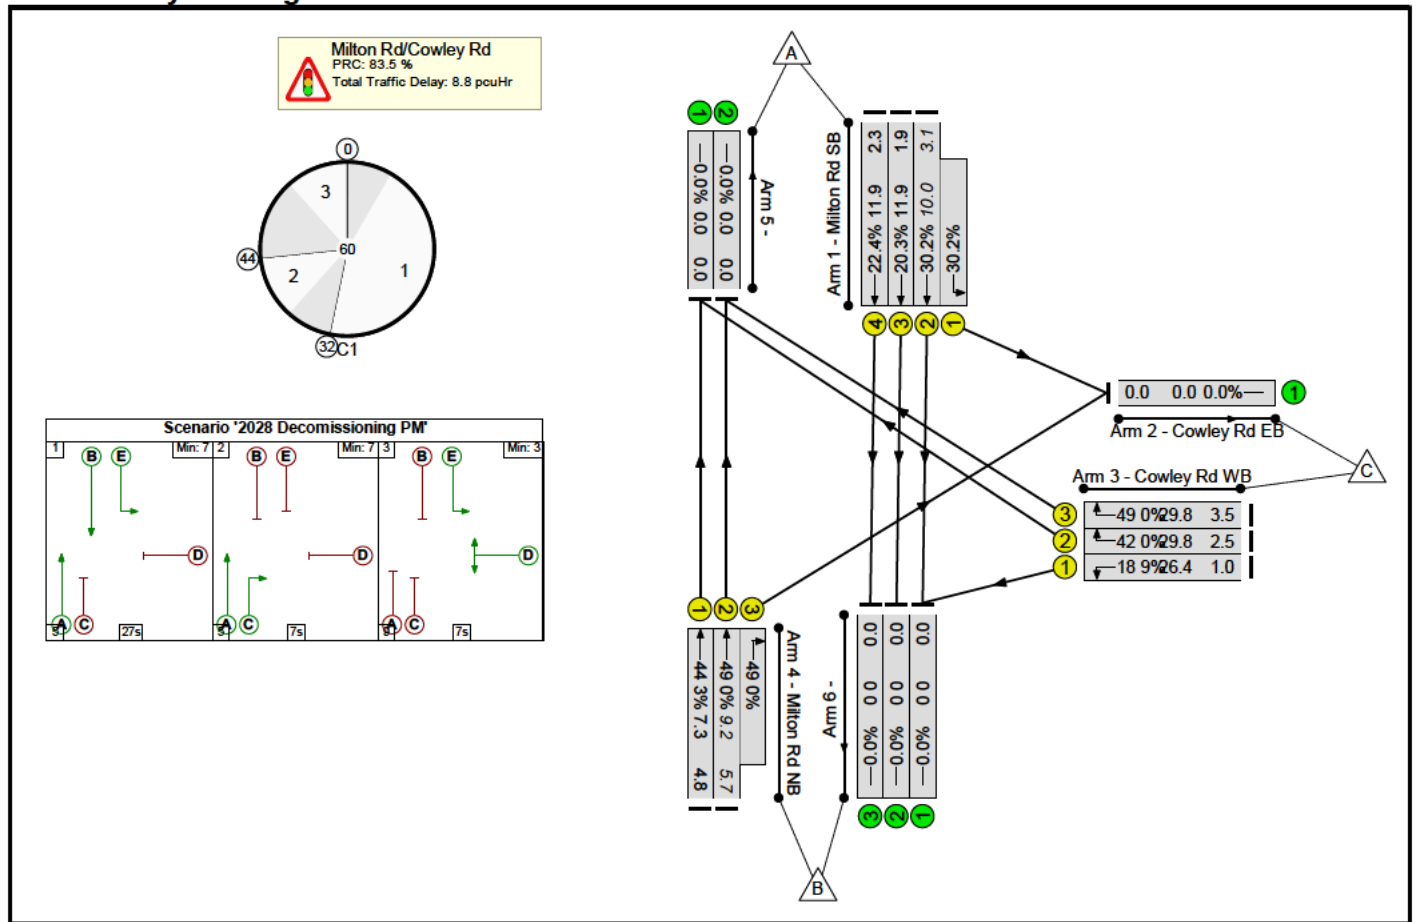 Milton Rd/Cowley Rd
PRC: 83.5 %
Total Traffic Delay: 8.8 pcuHr
0
3
1
60
44
2
32
C1
Scenario '2028 Decomissioning PM'
1
B
E
Min: 7
2
B
E
Min: 7
3
B
E
Min: 3
D
D
D
A
C
27s
A
C
7s
A
C
7s
A
1
2
0.0% 0.0 0.0
0.0% 0.0 0.0
Arm 5 -
Arm 1 - Milton Rd SB
22.4% 11.9 2.3
20.3% 11.9 1.9
30.2% 10.0 3.1
30.2%
4
3
2
1
0.0 0.0 0.0%
1
Arm 2 - Cowley Rd EB
C
Arm 3 - Cowley Rd WB
3
49 0% 29.8 3.5
2
42 0% 29.8 2.5
1
18 9% 26.4 1.0
1
2
3
44 3% 7.3 4.8
49 0% 9.2 5.7
49 0%
Arm 4 - Milton Rd NB
Arm 6 -
0.0 0 0 0.0%
0.0 0 0 0.0%
0.0 0 0 0.0%
3
2
1
B